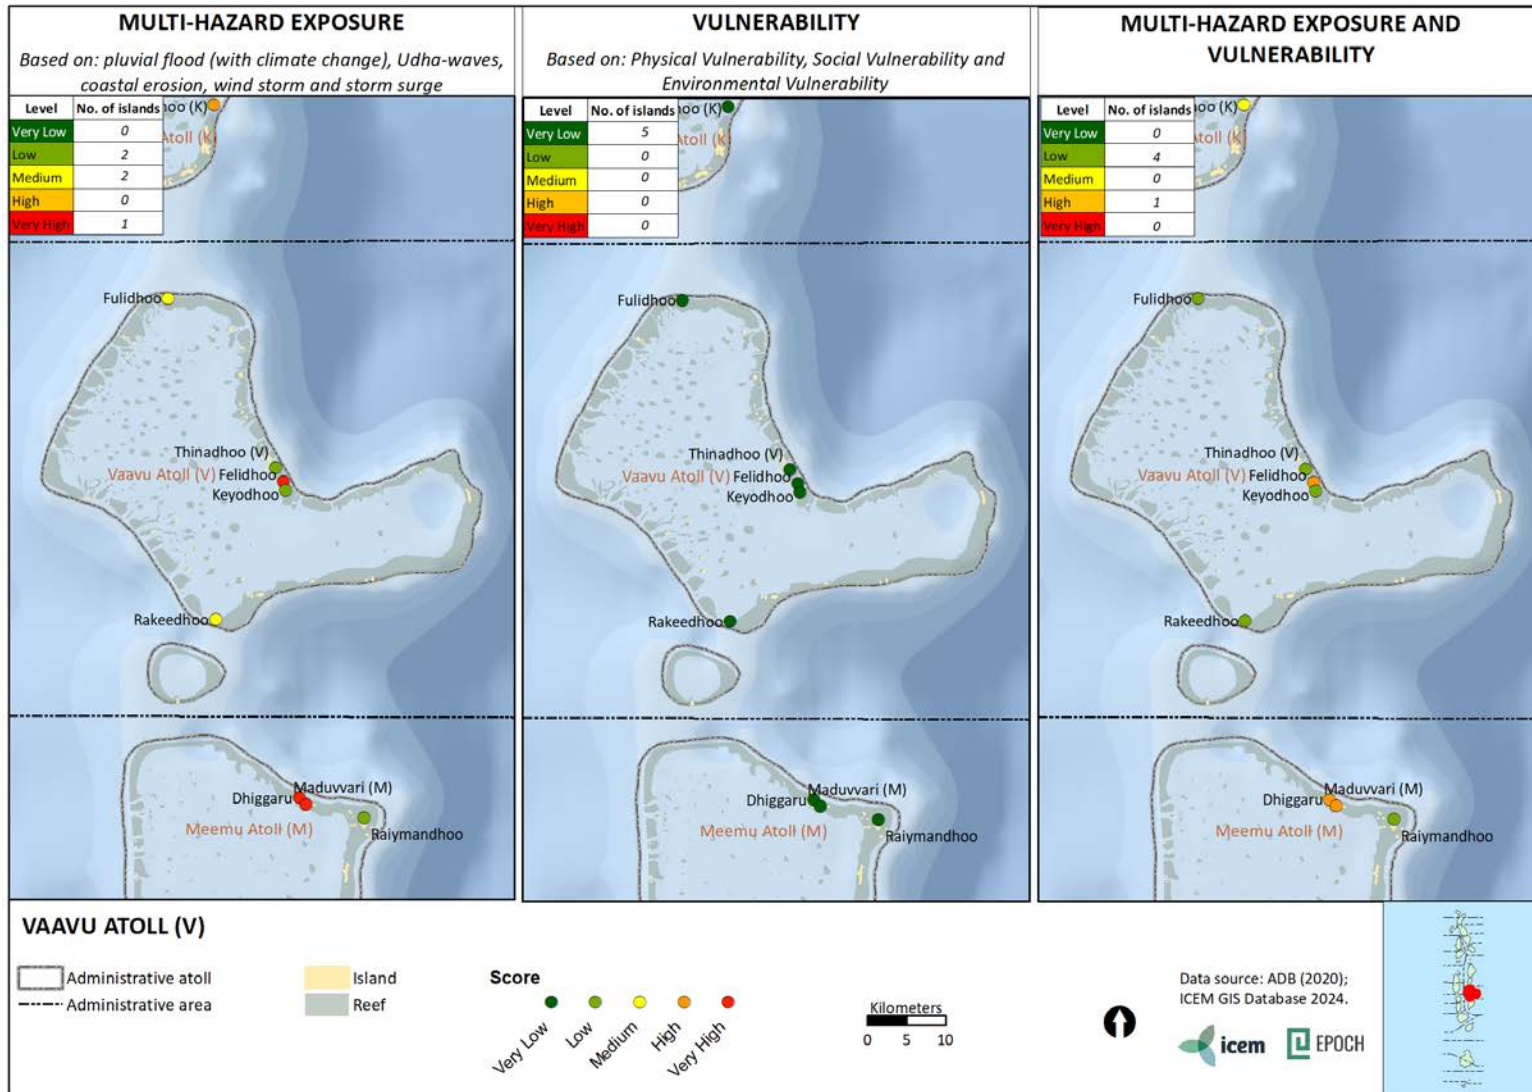 MULTI-HAZARD EXPOSURE
Based on: pluvial flood (with climate change), Udha-waves,
coastal erosion, wind storm and storm surge
Level No. of islands
Very Low 0
Low 2
Medium 2
High 0
Very High 1
hoo (K)
Atoll (K)
Fulidhoo
Thinadhoo (V)
Vaavu Atoll (V) Felidhoo
Keyodhoo
Rakeedhoo
Maduvvari (M)
Dhiggaru
Meemu Atoll (M)
Raiymandhoo
VULNERABILITY
Based on: Physical Vulnerability, Social Vulnerability and
Environmental Vulnerability
Level No. of islands
Very Low 5
Low 0
Medium 0
High 0
Very High 0
hoo (K)
Atoll (K)
Fulidhoo
Thinadhoo (V)
Vaavu Atoll (V) Felidhoo
Keyodhoo
Rakeedhoo
Maduvvari (M)
Dhiggaru
Meemu Atoll (M)
Raiymandhoo
MULTI-HAZARD EXPOSURE AND
VULNERABILITY
Level No. of islands
Very Low 0
Low 4
Medium 0
High 1
Very High 0
hoo (K)
Atoll (K)
Fulidhoo
Thinadhoo (V)
Vaavu Atoll (V) Felidhoo
Keyodhoo
Rakeedhoo
Maduvvari (M)
Dhiggaru
Meemu Atoll (M)
Raiymandhoo
VAAVU ATOLL (V)
Administrative atoll
Administrative area
Island
Reef
Score
Very Low
Low
Medium
High
Very High
Kilometers
0 5 10
Data source: ADB (2020);
ICEM GIS Database 2024.
icem
EPOCH